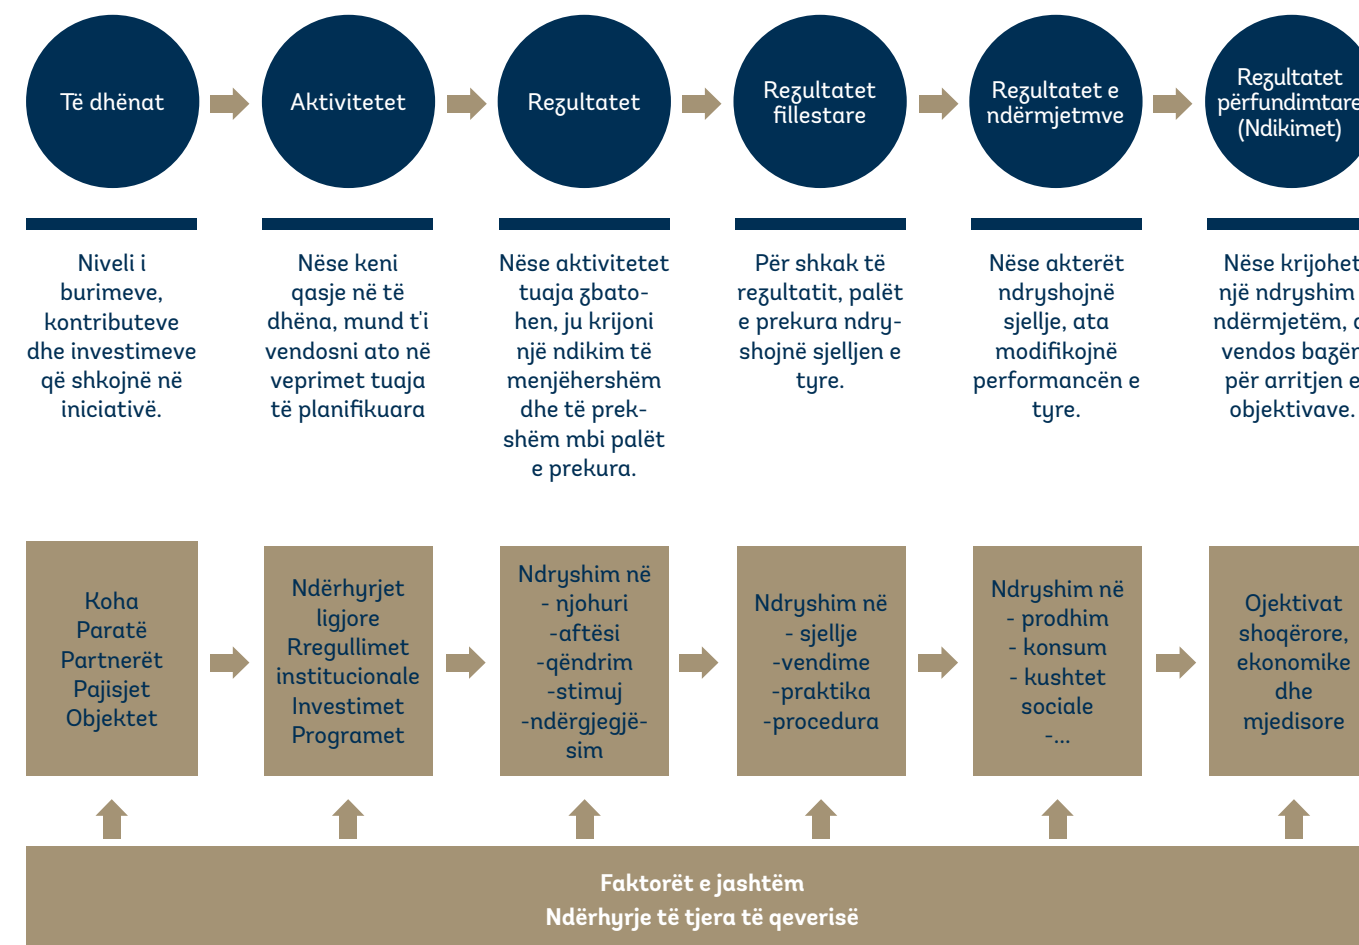 Të dhënat
Aktivitetet
Rezultatet
Rezultatet
fillestare
Rezultatet e
ndërmjetmve
Rezultatet
përfundimtare
(Ndikimet)
Niveli i
burimeve,
kontributeve
dhe investimeve
që shkojnë në
iniciativë.
Nëse keni
qasje në të
dhëna, mund t'i
vendosni ato në
veprimet tuaja
të planifikuara
Nëse aktivitetet
tuaja zbato-
hen, ju krijoni
një ndikim të
menjëhershëm
dhe të prek-
shëm mbi palët
e prekura.
Për shkak të
rezultatit, palët
e prekura ndry-
shojnë sjelljen e
tyre.
Nëse akterët
ndryshojnë
sjellje, ata
modifikojnë
performancën e
tyre.
Nëse krijohet
një ndryshim
ndërmjetëm,
vendos
për arritjen e
objektivave.
Koha
Paratë
Partnerët
Pajisjet
Objektet
Ndërhyrjet
ligjore
Rregullimet
institucionale
Investimet
Programet
Ndryshim në
- njohuri
-aftësi
-qëndrim
-stimuj
-ndërgjegjë-
sim
Ndryshim në
- sjellje
-vendime
-praktika
-procedura
Ndryshim në
- prodhim
- konsum
- kushtet
sociale
-...
Ojektivat
shoqërore,
ekonomike
dhe
mjedisore
Faktorët e jashtëm
Ndërhyrje të tjera të qeverisë